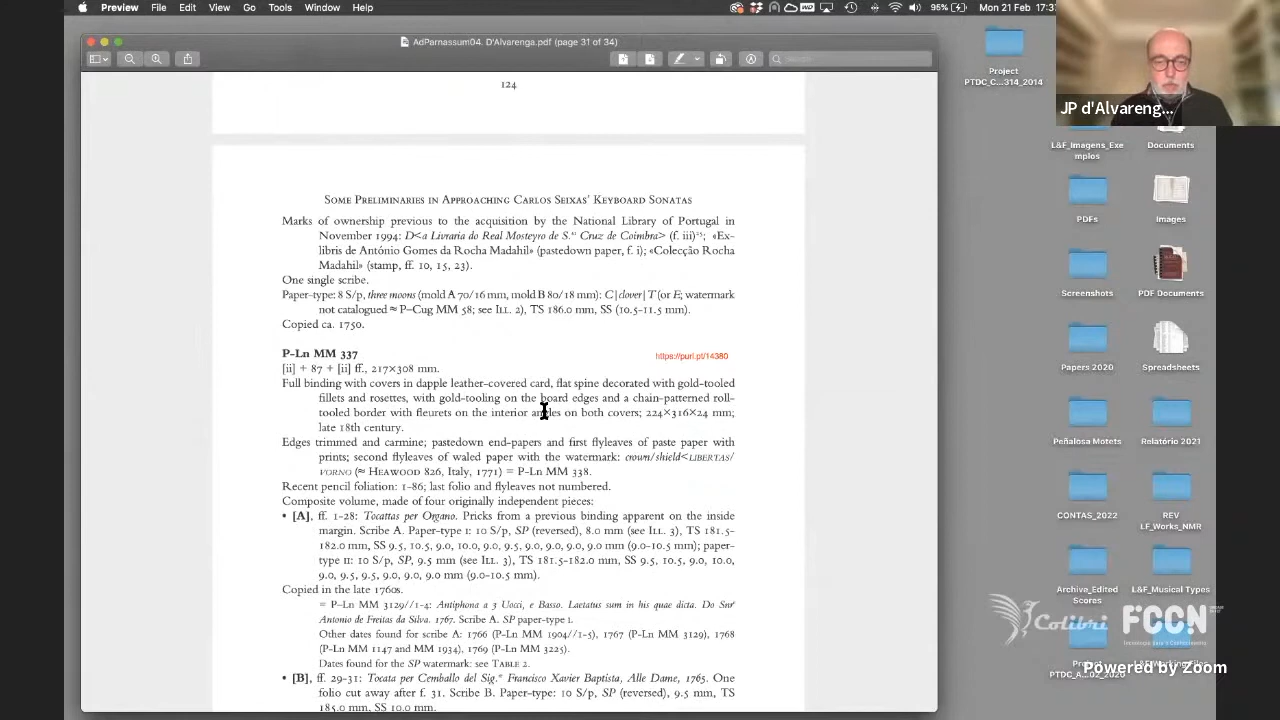 Preview File Edit View Go Tools Window Help
95% Mon 21 Feb
AdParnassum04. D'Alvarenga.pdf (page 31 of 34)
Search
Project
PTDC_C...314_2014
JP d'Alvareng...
124
SOME PRELIMINARIES IN APPROACHING CARLOS SEIXAS' KEYBOARD SONATAS
Marks of ownership previous to the acquisition by the National Library of Portugal in
November 1994: D<a Livraria do Real Mosteyro de S.ta Cruz de Coimbra> (f. iii)²⁵; «Ex-
libris de António Gomes da Rocha Madahil» (pastedown paper, f. i); «Colecção Rocha
Madahil» (stamp, ff. 10, 15, 23).
One single scribe.
Paper-type: 8 S/p, three moons (mold A 70/16 mm, mold B 80/18 mm): C|clover|T (or E; watermark
not catalogued ≈ P–Cug MM 58; see ILL. 2), TS 186.0 mm, SS (10.5-11.5 mm).
Copied ca. 1750.
P-Ln MM 337
https://purl.pt/14380
[ii] + 87 + [ii] ff., 217×308 mm.
Full binding with covers in dapple leather-covered card, flat spine decorated with gold-tooled
fillets and rosettes, with gold-tooling on the board edges and a chain-patterned roll-
tooled border with fleurets on the interior angles on both covers; 224×316×24 mm;
late 18th century.
Edges trimmed and carmine; pastedown end-papers and first flyleaves of paste paper with
prints; second flyleaves of waled paper with the watermark: crown/shield<LIBERTAS/
VORNO (≈ HEAWOOD 826, Italy, 1771) = P-Ln MM 338.
Recent pencil foliation: 1-86; last folio and flyleaves not numbered.
Composite volume, made of four originally independent pieces:
• [A], ff. 1-28: Tocattas per Organo. Pricks from a previous binding apparent on the inside
margin. Scribe A. Paper-type I: 10 S/p, SP (reversed), 8.0 mm (see ILL. 3), TS 181.5-
182.0 mm, SS 9.5, 10.5, 9.0, 10.0, 9.0, 9.5, 9.0, 9.0, 9.0 mm (9.0-10.5 mm); paper-
type II: 10 S/p, SP, 9.5 mm (see ILL. 3), TS 181.5-182.0 mm, SS 9.5, 10.5, 9.0, 10.0,
9.0, 9.5, 9.5, 9.0, 9.0, 9.0 mm (9.0-10.5 mm).
Copied in the late 1760s.
= P-Ln MM 3129//1-4: Antiphona a 3 Uocci, e Basso. Laetatus sum in his quae dicta. Do Snr
Antonio de Freitas da Silva. 1767. Scribe A. SP paper-type I.
Other dates found for scribe A: 1766 (P-Ln MM 1904//1-5), 1767 (P-Ln MM 3129), 1768
(P-Ln MM 1147 and MM 1934), 1769 (P-Ln MM 3225).
Dates found for the SP watermark: see TABLE 2.
• [B], ff. 29-31: Tocata per Cemballo del Sig.e Francisco Xavier Baptista, Alle Dame, 1765. One
folio cut away after f. 31. Scribe B. Paper-type: 10 S/p, SP (reversed), 9.5 mm, TS
185.0 mm, SS 10.0 mm.
L&F_Imagens_Exe
mplos
Documents
PDFs
Images
Screenshots
PDF Documents
Papers 2020
Spreadsheets
Peñalosa Motets
Relatório 2021
CONTAS_2022
REV
LF_Works_NMR
Archive_Edited
Scores
L&F_Musical Types
Colibri
FCCN
Powered by Zoom